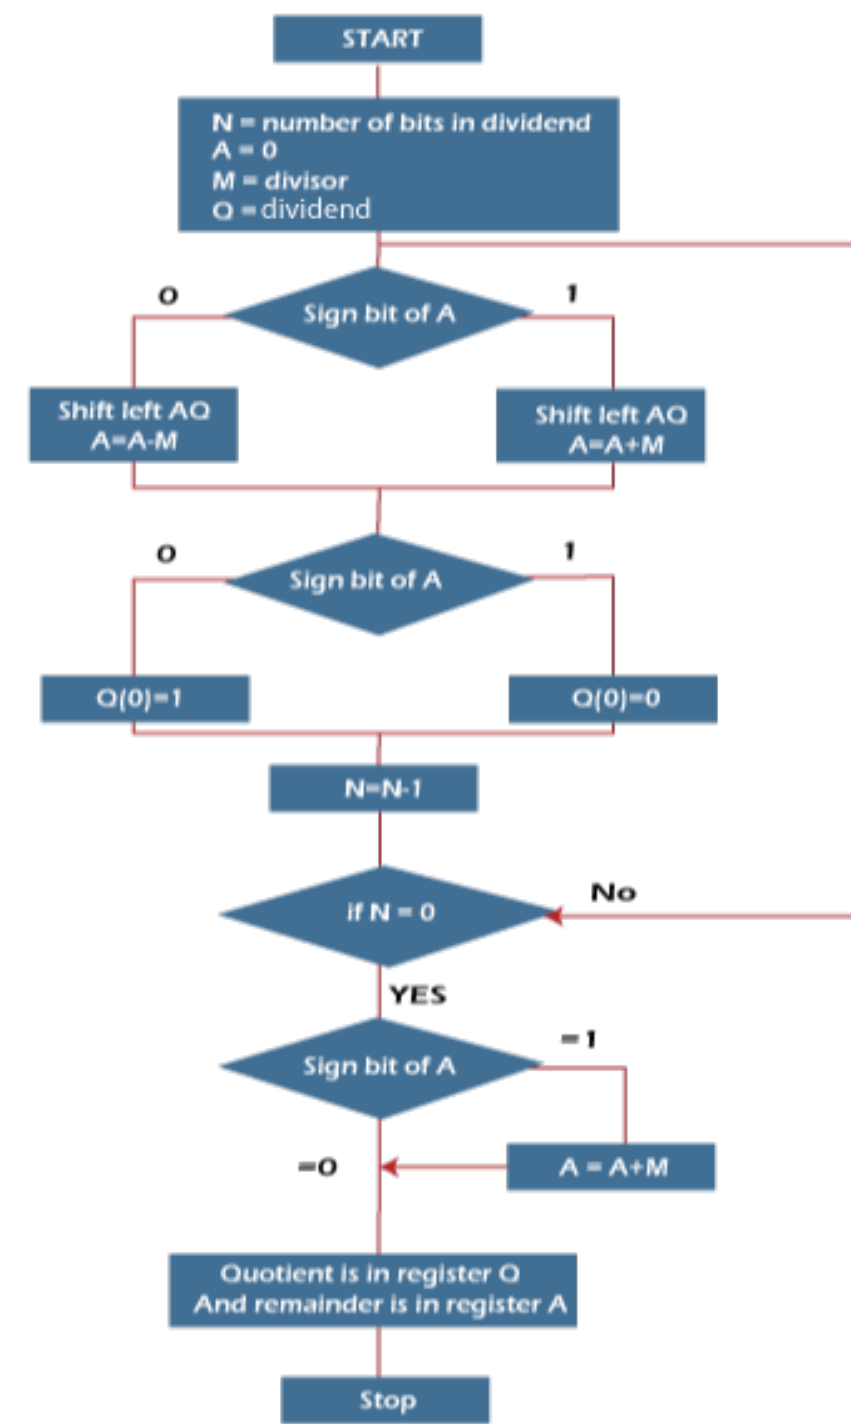 START
N = number of bits in dividend
A = 0
M = divisor
Q = dividend
Sign bit of A
0
1
Shift left AQ
A=A-M
Shift left AQ
A=A+M
Sign bit of A
0
1
Q(0)=1
Q(0)=0
N=N-1
if N = 0
No
YES
Sign bit of A
=1
=0
A = A+M
Quotient is in register Q
And remainder is in register A
Stop